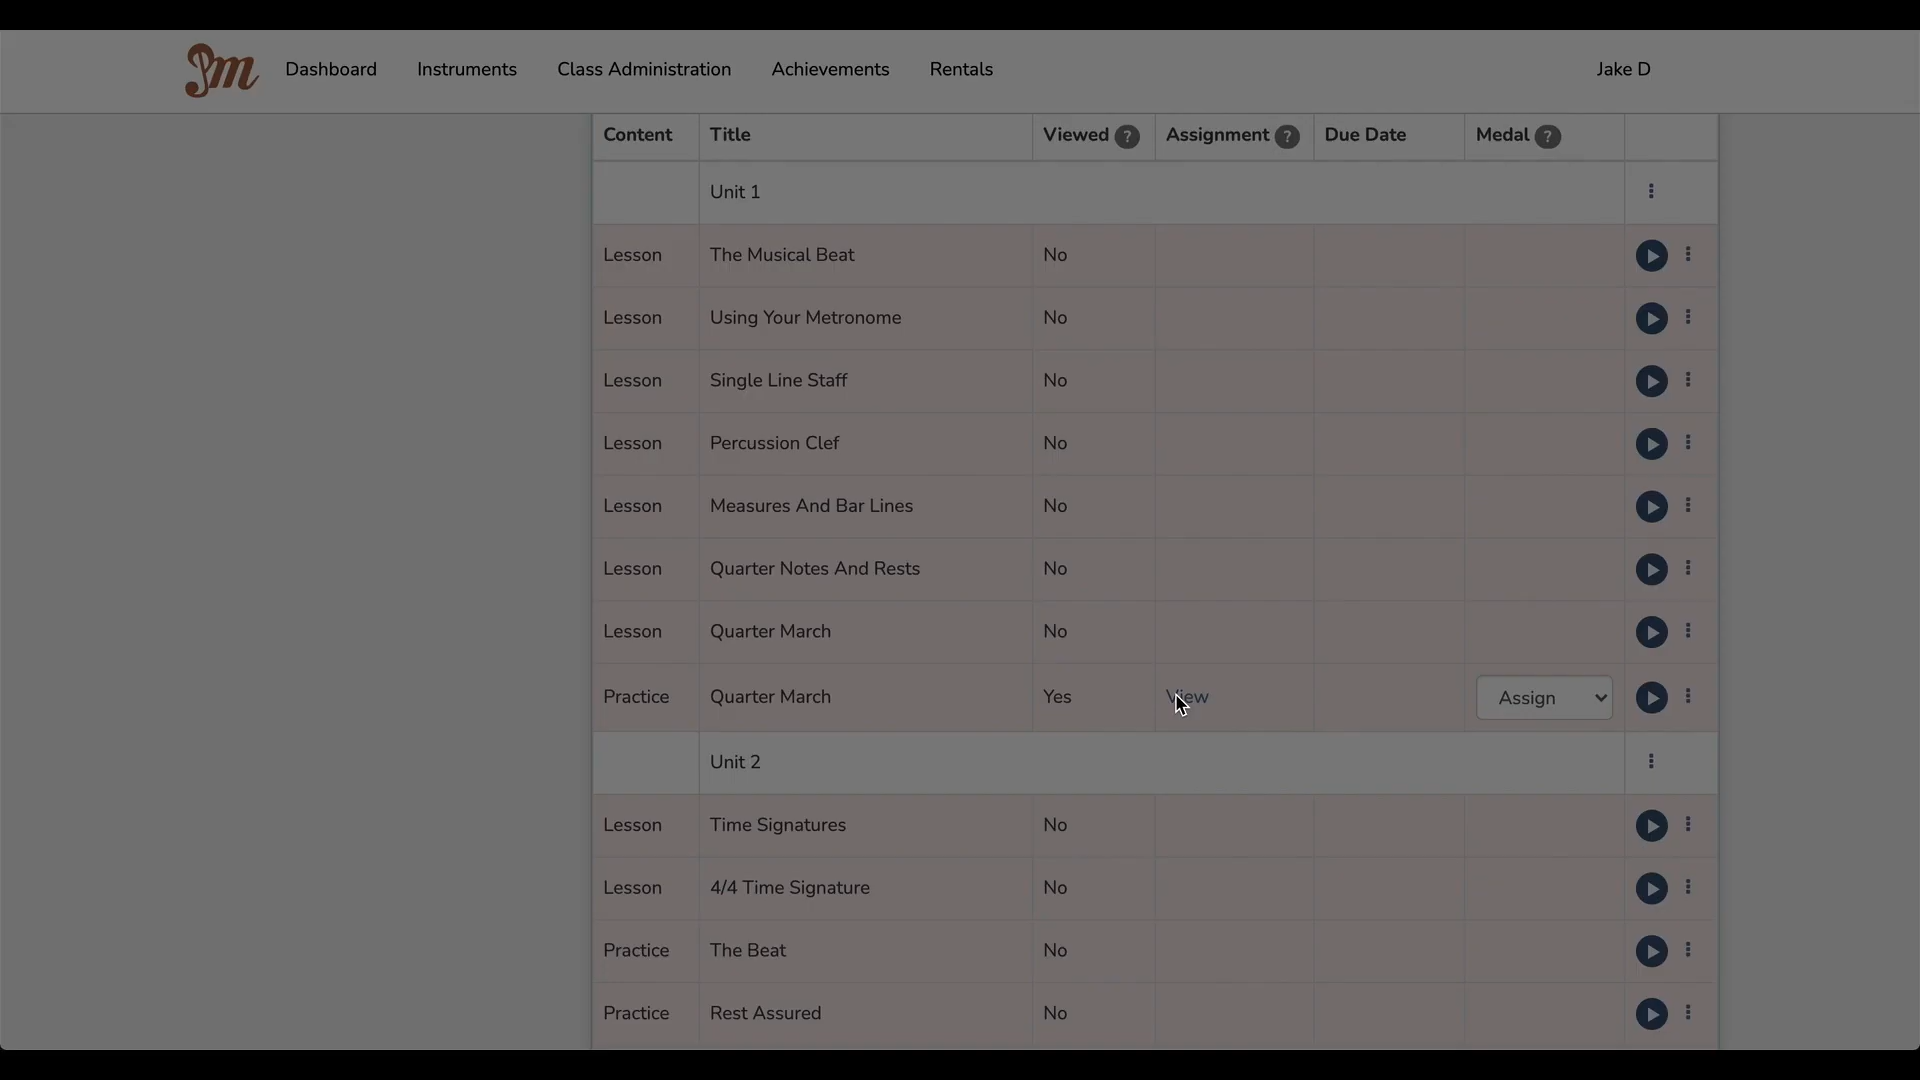 Sm Dashboard Instruments Class Administration Achievements Rentals Jake D
Content Title Viewed ? Assignment ? Due Date Medal ?
Unit 1
Lesson The Musical Beat No
Lesson Using Your Metronome No
Lesson Single Line Staff No
Lesson Percussion Clef No
Lesson Measures And Bar Lines No
Lesson Quarter Notes And Rests No
Lesson Quarter March No
Practice Quarter March Yes View Assign
Unit 2
Lesson Time Signatures No
Lesson 4/4 Time Signature No
Practice The Beat No
Practice Rest Assured No